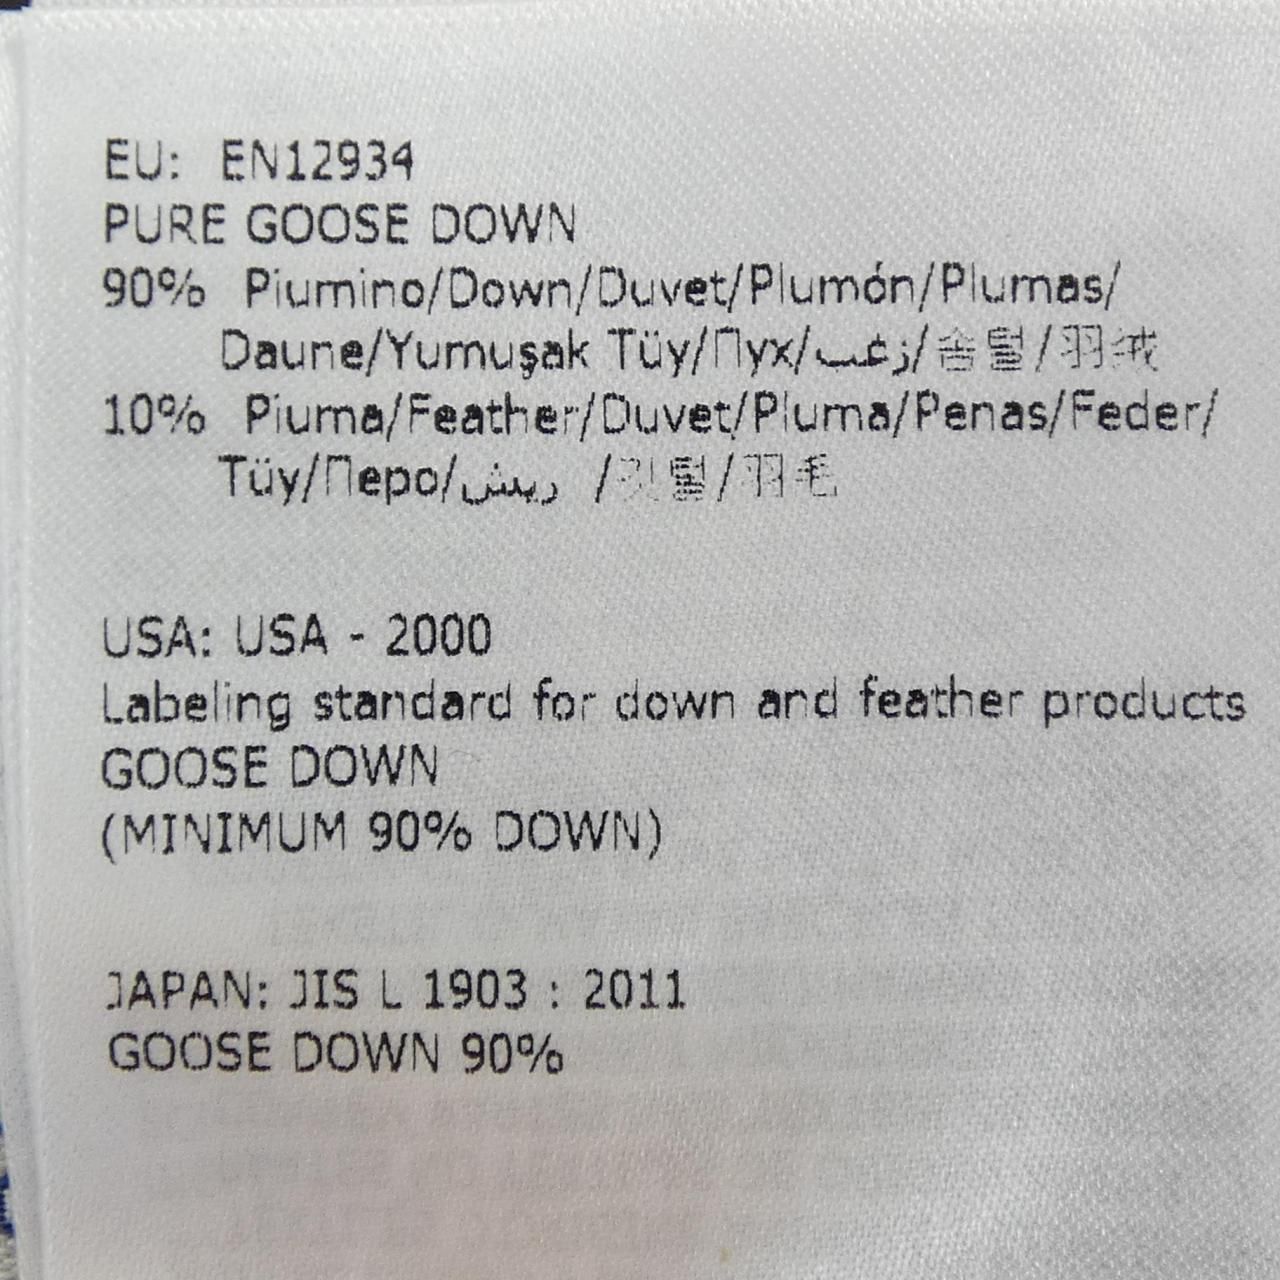 EU: EN12934
PURE GOOSE DOWN
90% Piumino/Down/Duvet/Plumón/Plumas/
Daune/Yumuşak Tüy/Пух/زغب/솜털/羽绒
10% Piuma/Feather/Duvet/Pluma/Penas/Feder/
Tüy/Перо/ريش /깃털/羽毛
USA: USA - 2000
Labeling standard for down and feather products
GOOSE DOWN
(MINIMUM 90% DOWN)
JAPAN: JIS L 1903 : 2011
GOOSE DOWN 90%